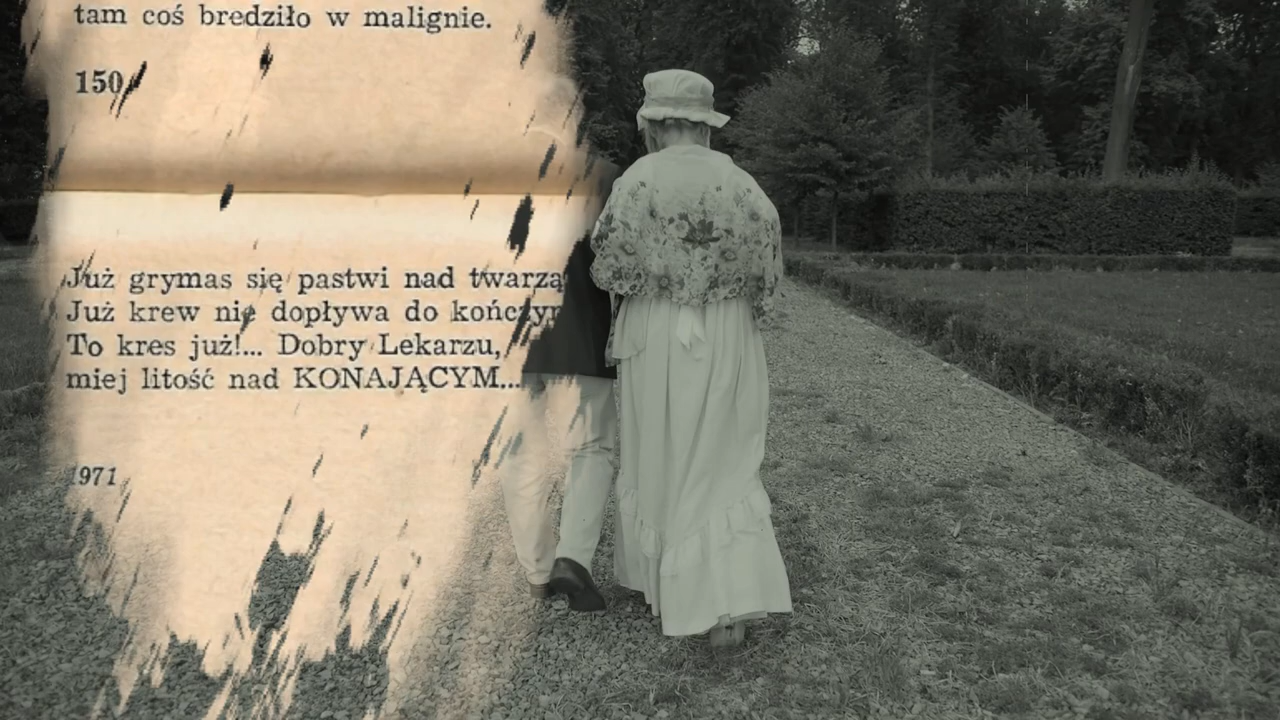 tam coś bredziło w malignie.
150
Już grymas się pastwi nad twarzą
Już krew nie dopływa do kończyn
To kres już!... Dobry Lekarzu,
miej litość nad KONAJĄCYM...
1971